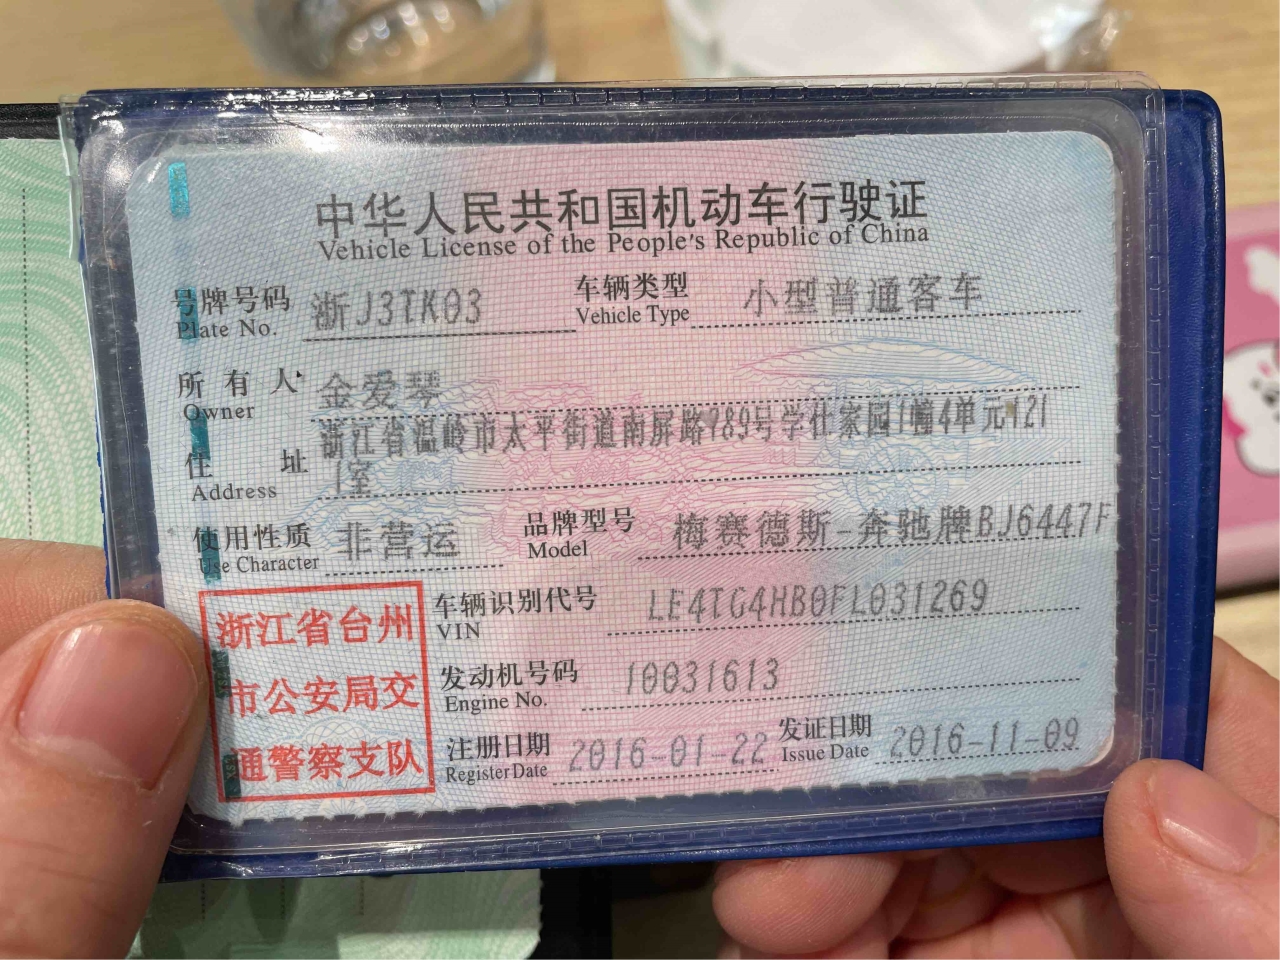 中华人民共和国机动车行驶证
Vehicle License of the People's Republic of China
号牌号码 浙J3TK03 车辆类型 小型普通客车
Plate No. Vehicle Type
所有人 金爱琴
Owner
浙江省温岭市太平街道南屏路789号学仕家园1幢4单元121
住址 1室
Address
使用性质 非营运 品牌型号 梅赛德斯-奔驰牌BJ6447F
Use Character Model
浙江省台州
市公安局交
通警察支队
车辆识别代号 LE4TG4HB0FL031269
VIN
发动机号码 10031613
Engine No.
注册日期 2016-01-22 发证日期 2016-11-09
Register Date Issue Date